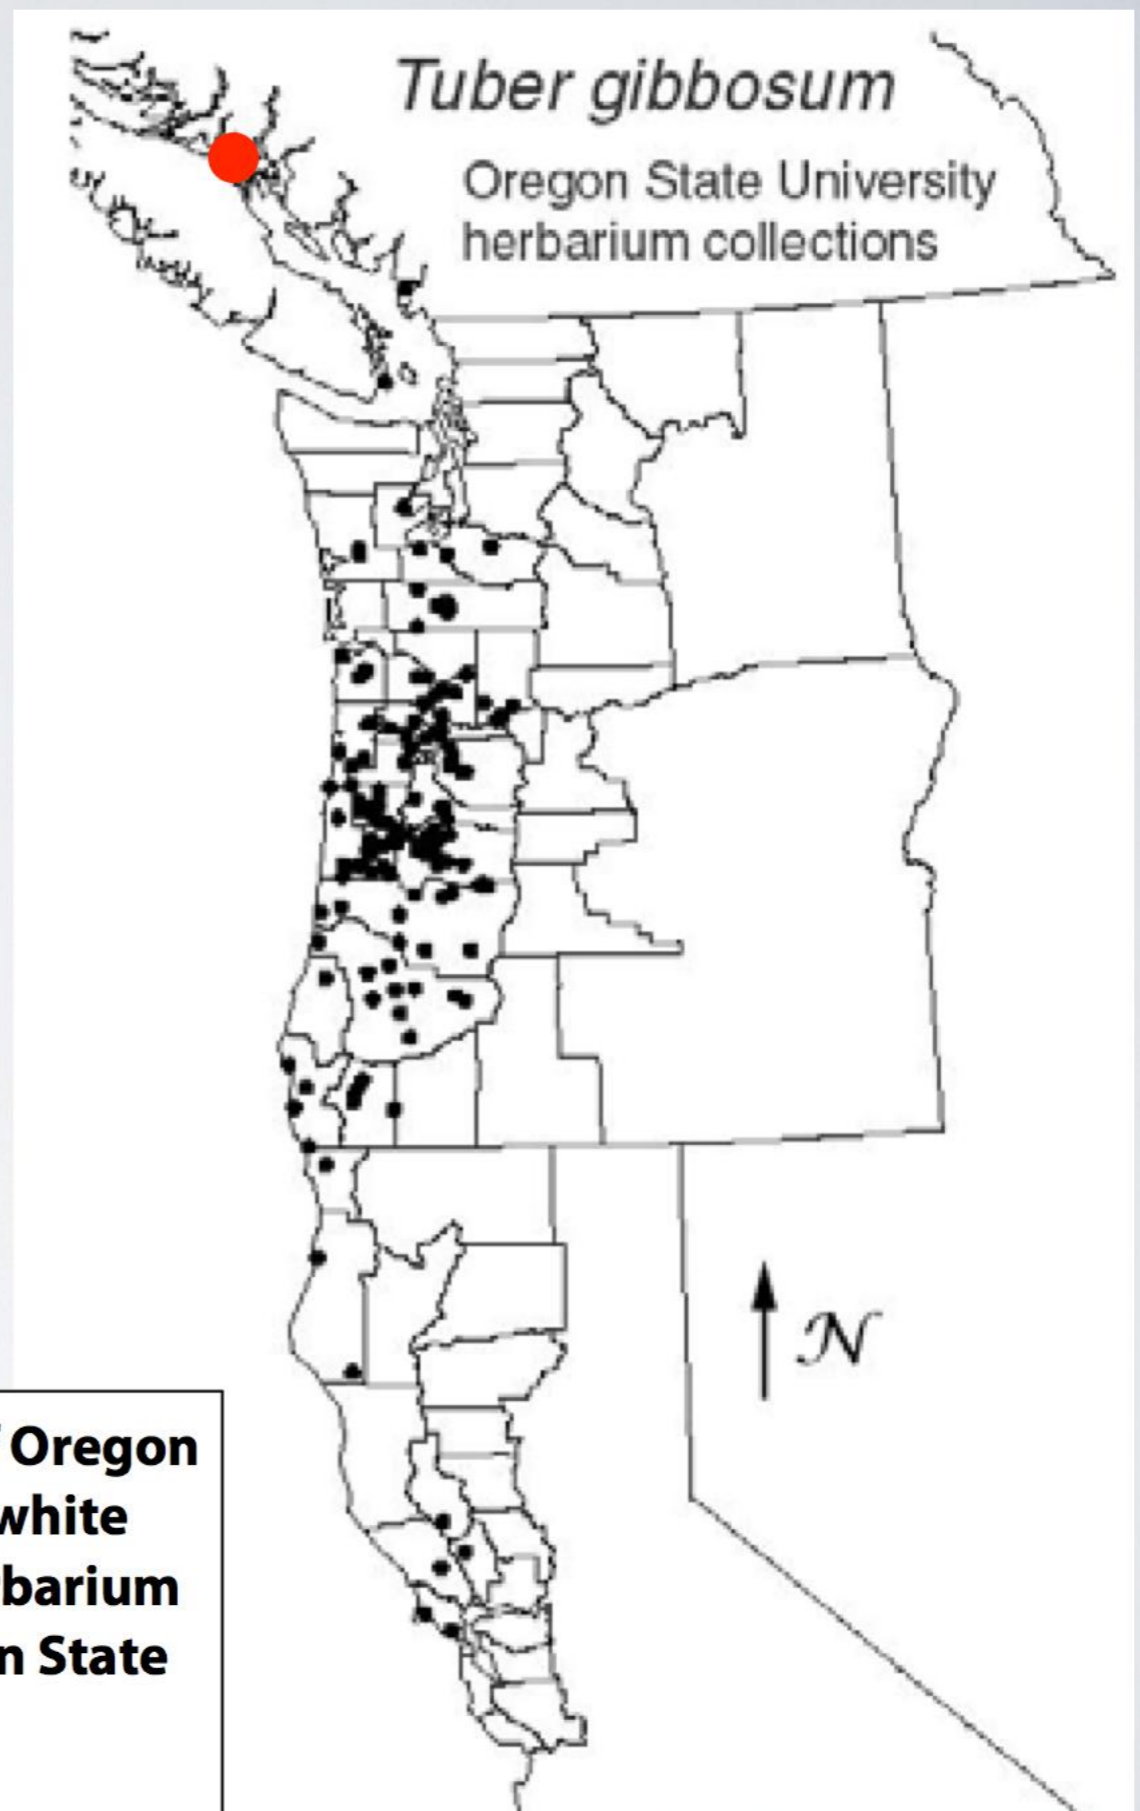 Tuber gibbosum
Oregon State University
herbarium collections
N
Oregon
white
barium
State